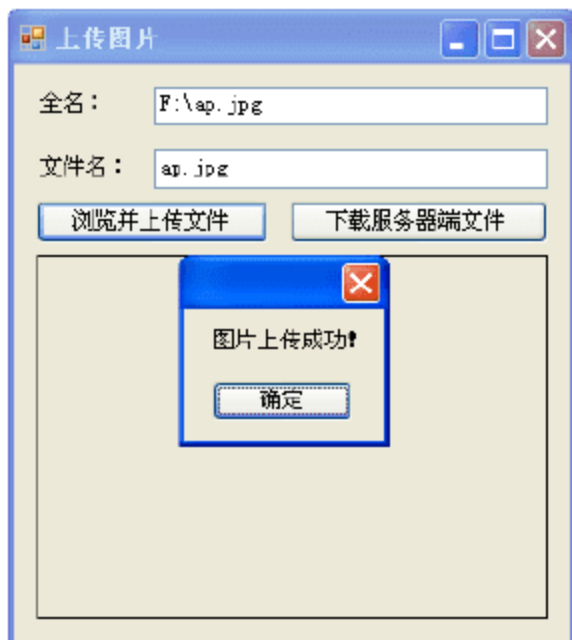 上传图片
全名： F:\ap.jpg
文件名： ap.jpg
浏览并上传文件 下载服务器端文件
图片上传成功!
确定